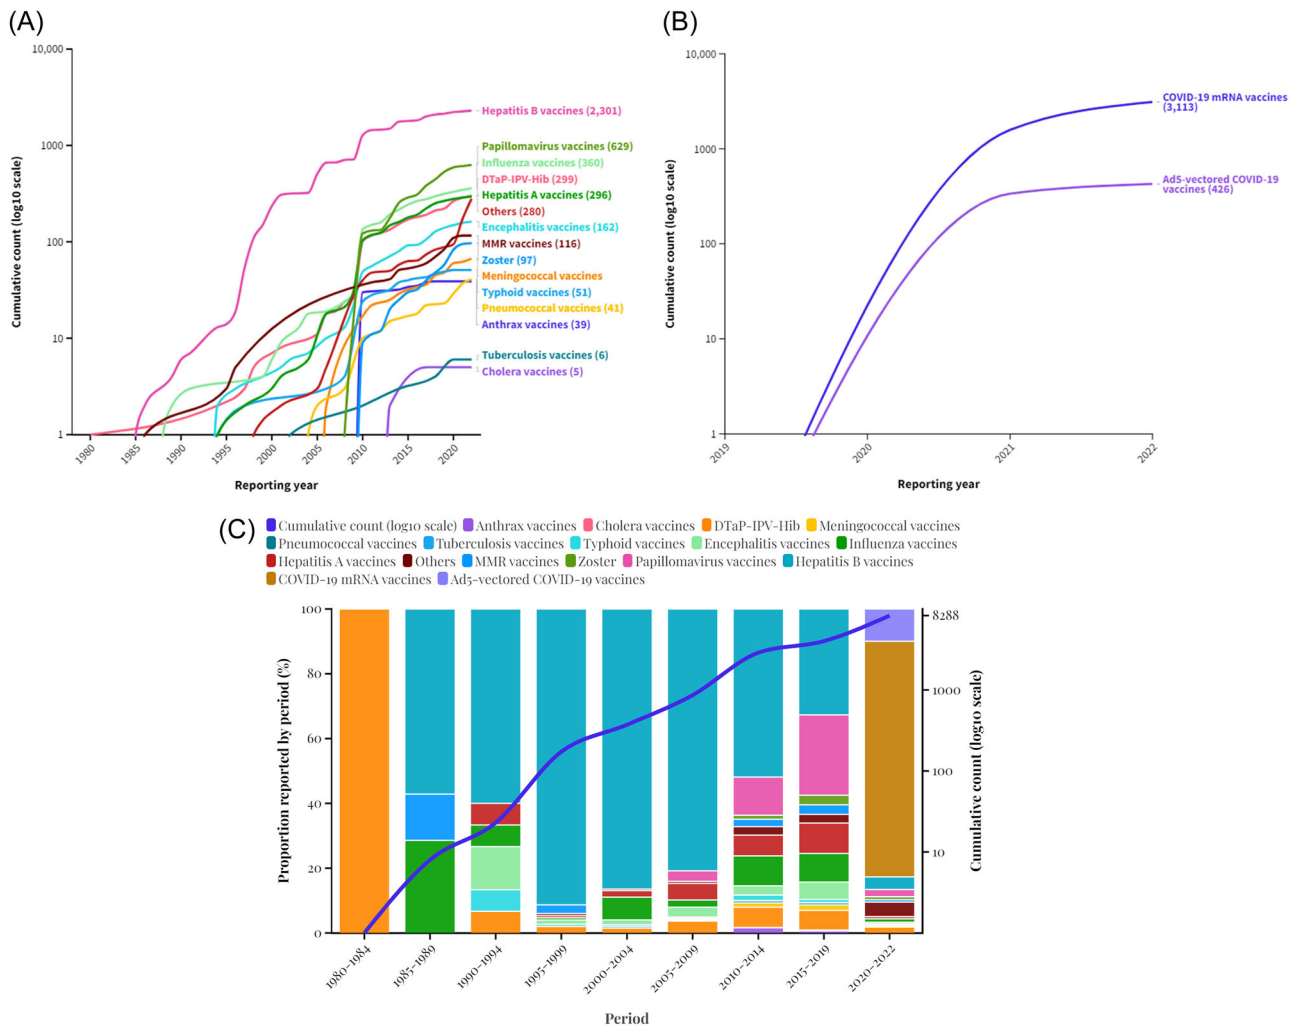 (A)
10,000
1000
100
10
1
Cumulative count (log10 scale)
1980
1985
1990
1995
2000
2005
2010
2015
2020
Reporting year
Hepatitis B vaccines (2,301)
Papillomavirus vaccines (629)
Influenza vaccines (360)
DTaP-IPV-Hib (299)
Hepatitis A vaccines (296)
Others (280)
Encephalitis vaccines (162)
MMR vaccines (116)
Zoster (97)
Meningococcal vaccines
Typhoid vaccines (51)
Pneumococcal vaccines (41)
Anthrax vaccines (39)
Tuberculosis vaccines (6)
Cholera vaccines (5)
(B)
10,000
1000
100
10
1
Cumulative count (log10 scale)
2019
2020
2021
2022
Reporting year
COVID-19 mRNA vaccines
(3,113)
Ad5-vectored COVID-19
vaccines (426)
(C)
Cumulative count (log10 scale) Anthrax vaccines Cholera vaccines DTaP-IPV-Hib Meningococcal vaccines
Pneumococcal vaccines Tuberculosis vaccines Typhoid vaccines Encephalitis vaccines Influenza vaccines
Hepatitis A vaccines Others MMR vaccines Zoster Papillomavirus vaccines Hepatitis B vaccines
COVID-19 mRNA vaccines Ad5-vectored COVID-19 vaccines
100
80
60
40
20
0
Proportion reported by period (%)
8288
1000
100
10
Cumulative count (log10 scale)
1980-1984
1985-1989
1990-1994
1995-1999
2000-2004
2005-2009
2010-2014
2015-2019
2020-2022
Period